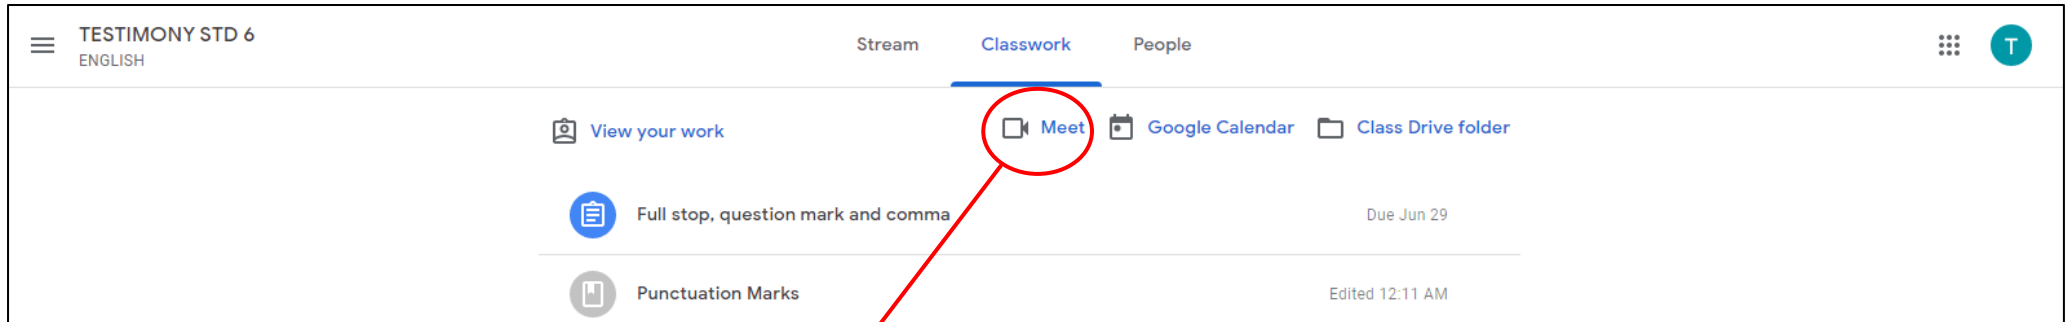 TESTIMONY STD 6
ENGLISH
Stream Classwork People
T
View your work
Meet Google Calendar Class Drive folder
Full stop, question mark and comma Due Jun 29
Punctuation Marks Edited 12:11 AM